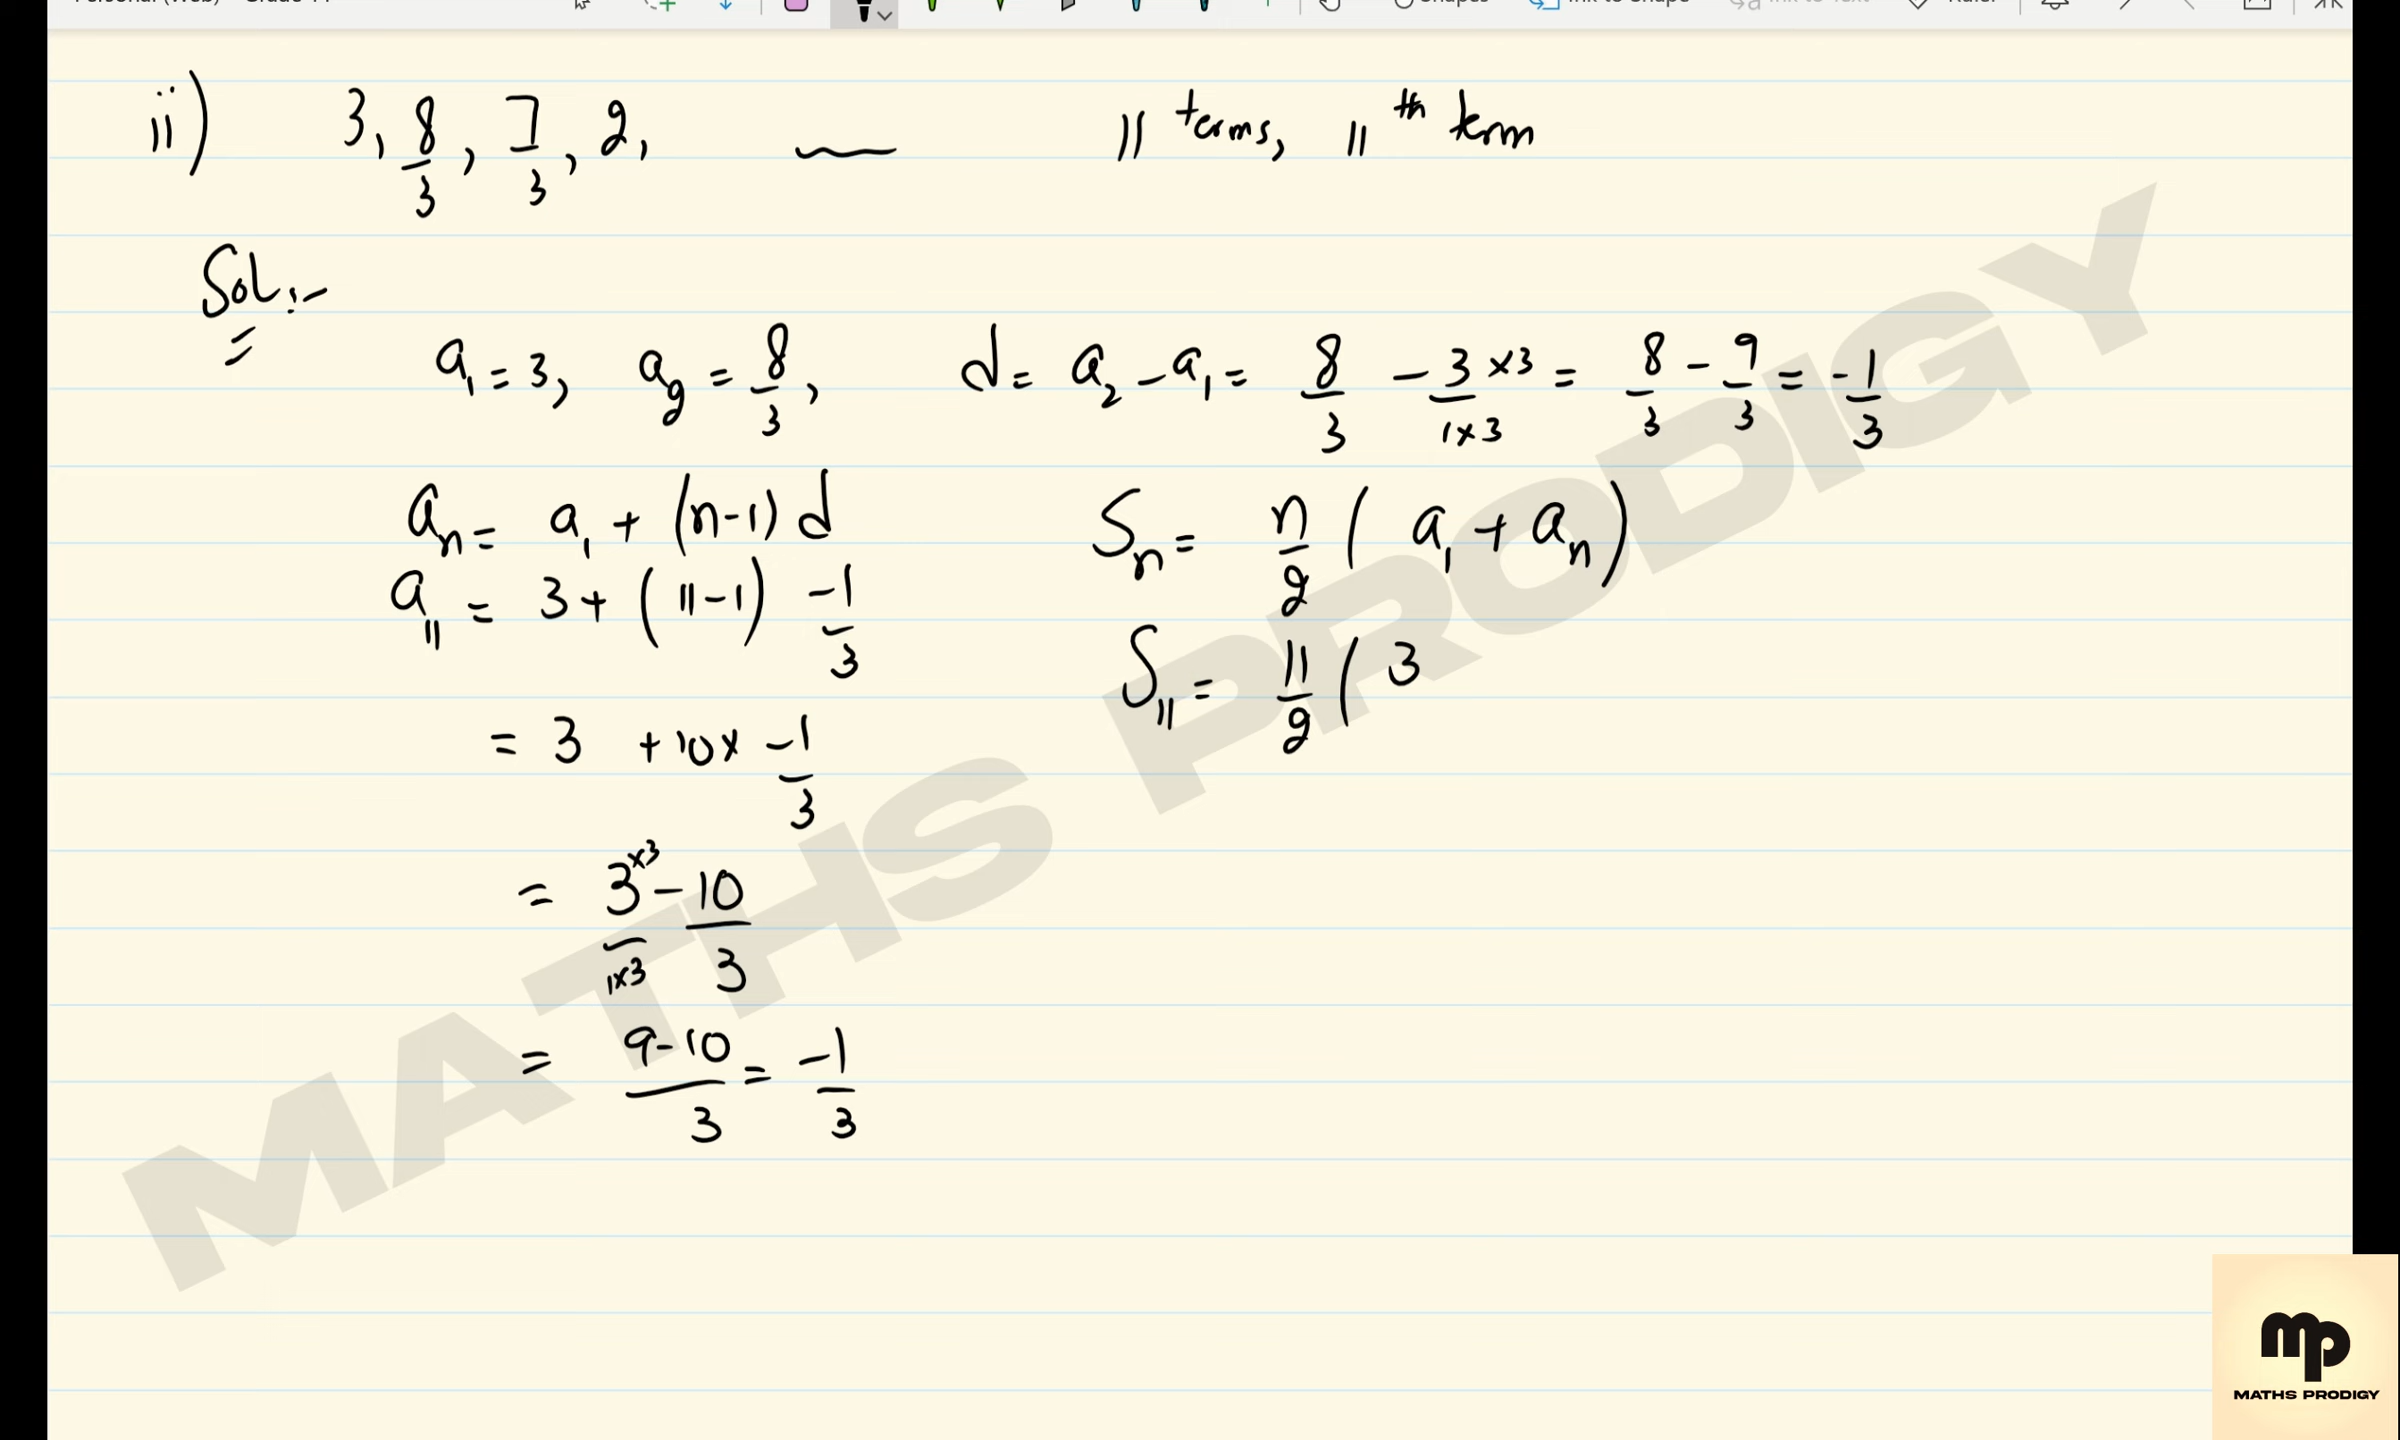 ii) 3, 8/3, 7/3, 2, ___ 11 terms, 11th term
Sol:-
a₁ = 3, a₂ = 8/3, d = a₂ - a₁ = 8/3 - 3×3/1×3 = 8/3 - 9/3 = -1/3
aₙ = a₁ + (n-1) d
a₁₁ = 3 + (11-1) -1/3
= 3 + 10× -1/3
= 3×3/1×3 - 10/3
= 9-10/3 = -1/3
Sₙ = n/2 ( a₁ + aₙ)
S₁₁ = 11/2 ( 3
MATHS PRODIGY
mp
MATHS PRODIGY